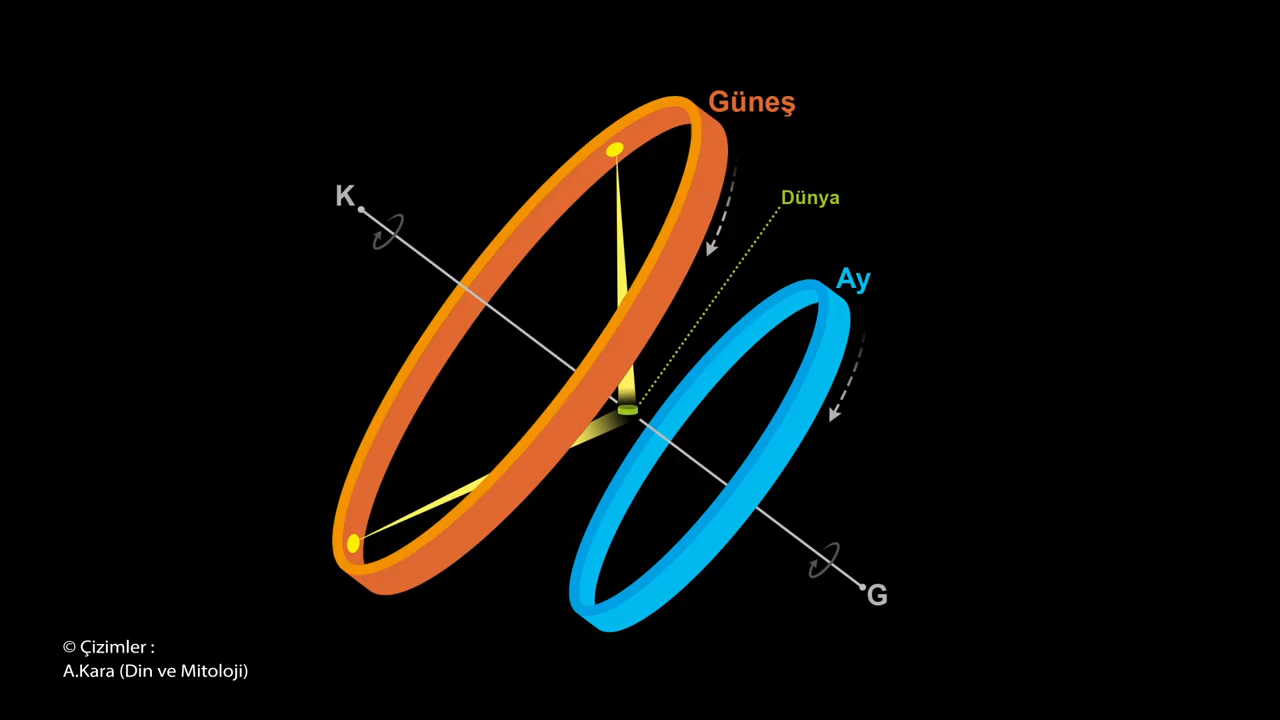 Güneş
K
Dünya
Ay
G
© Çizimler :
A.Kara (Din ve Mitoloji)